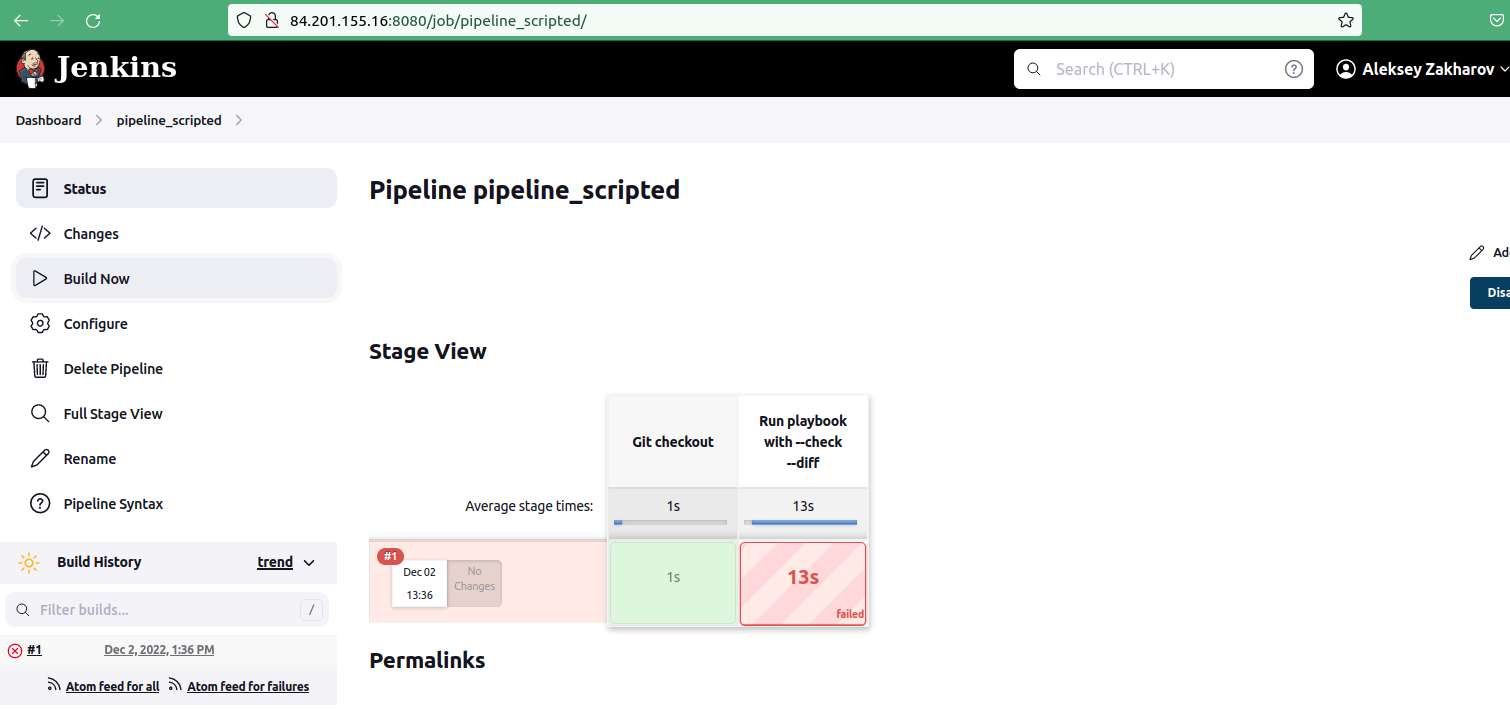 84.201.155.16:8080/job/pipeline_scripted/
Jenkins
Search (CTRL+K)
Aleksey Zakharov
Dashboard
pipeline_scripted
Status
Changes
Build Now
Configure
Delete Pipeline
Full Stage View
Rename
Pipeline Syntax
Build History
trend
Filter builds...
/
#1
Dec 2, 2022, 1:36 PM
Atom feed for all
Atom feed for failures
Pipeline pipeline_scripted
Ad
Disa
Stage View
Git checkout
Run playbook
with --check
--diff
Average stage times:
1s
13s
#1
Dec 02
13:36
No
Changes
1s
13s
failed
Permalinks